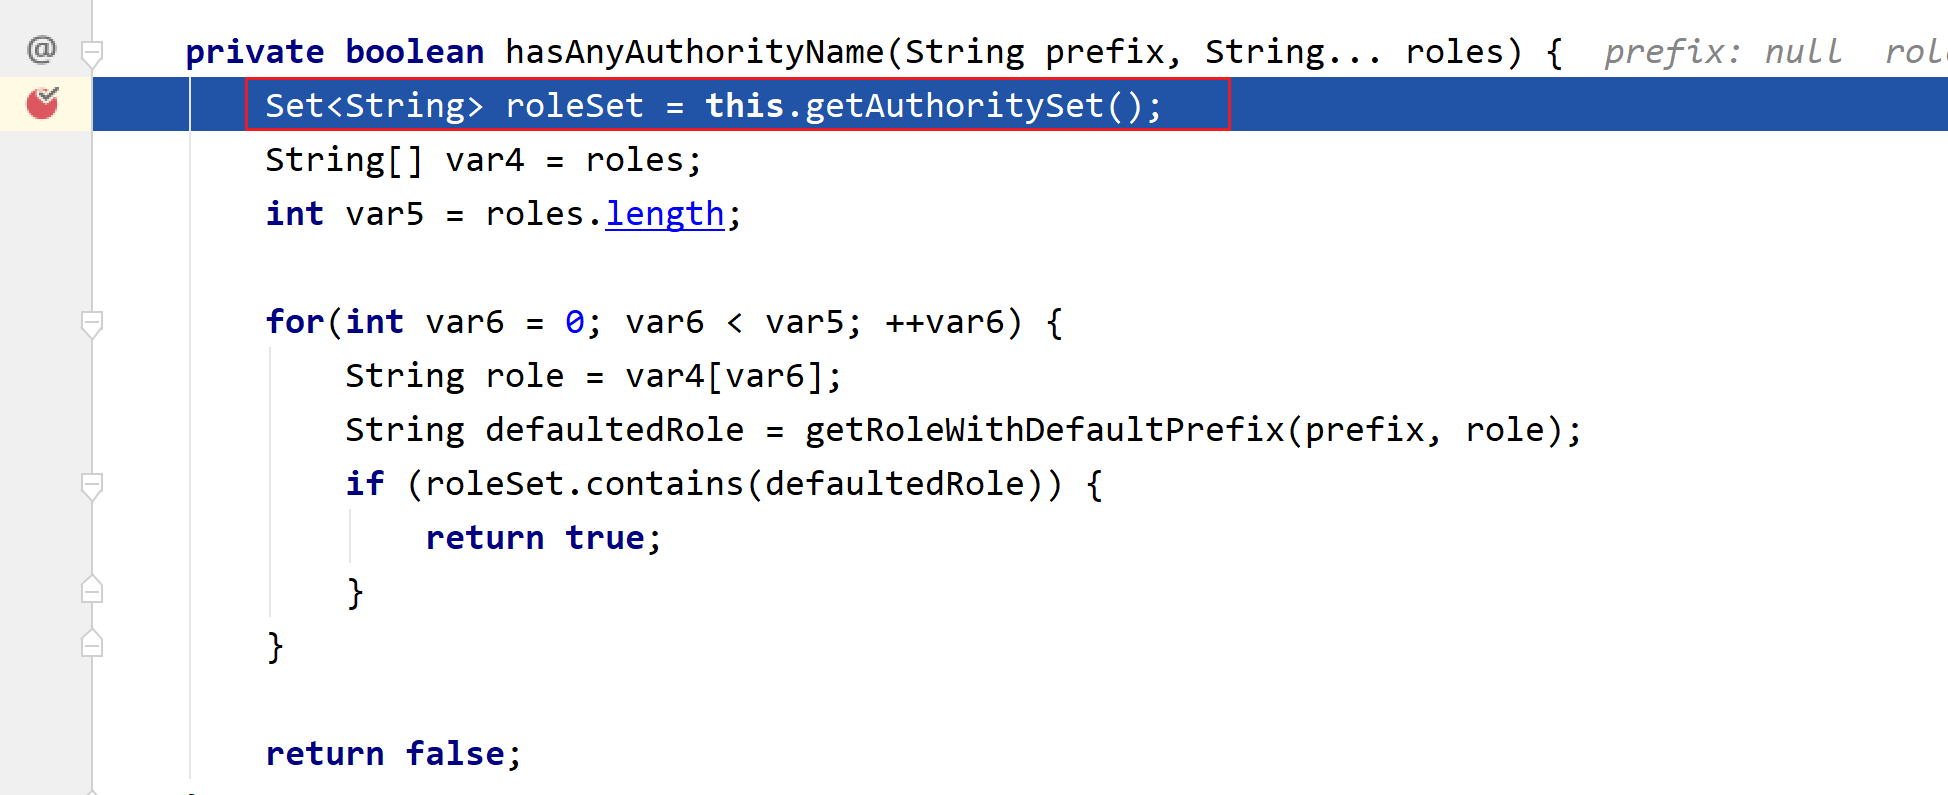 @ private boolean hasAnyAuthorityName(String prefix, String... roles) { prefix: null
Set<String> roleSet = this.getAuthoritySet();
String[] var4 = roles;
int var5 = roles.length;
for(int var6 = 0; var6 < var5; ++var6) {
String role = var4[var6];
String defaultedRole = getRoleWithDefaultPrefix(prefix, role);
if (roleSet.contains(defaultedRole)) {
return true;
}
}
return false;